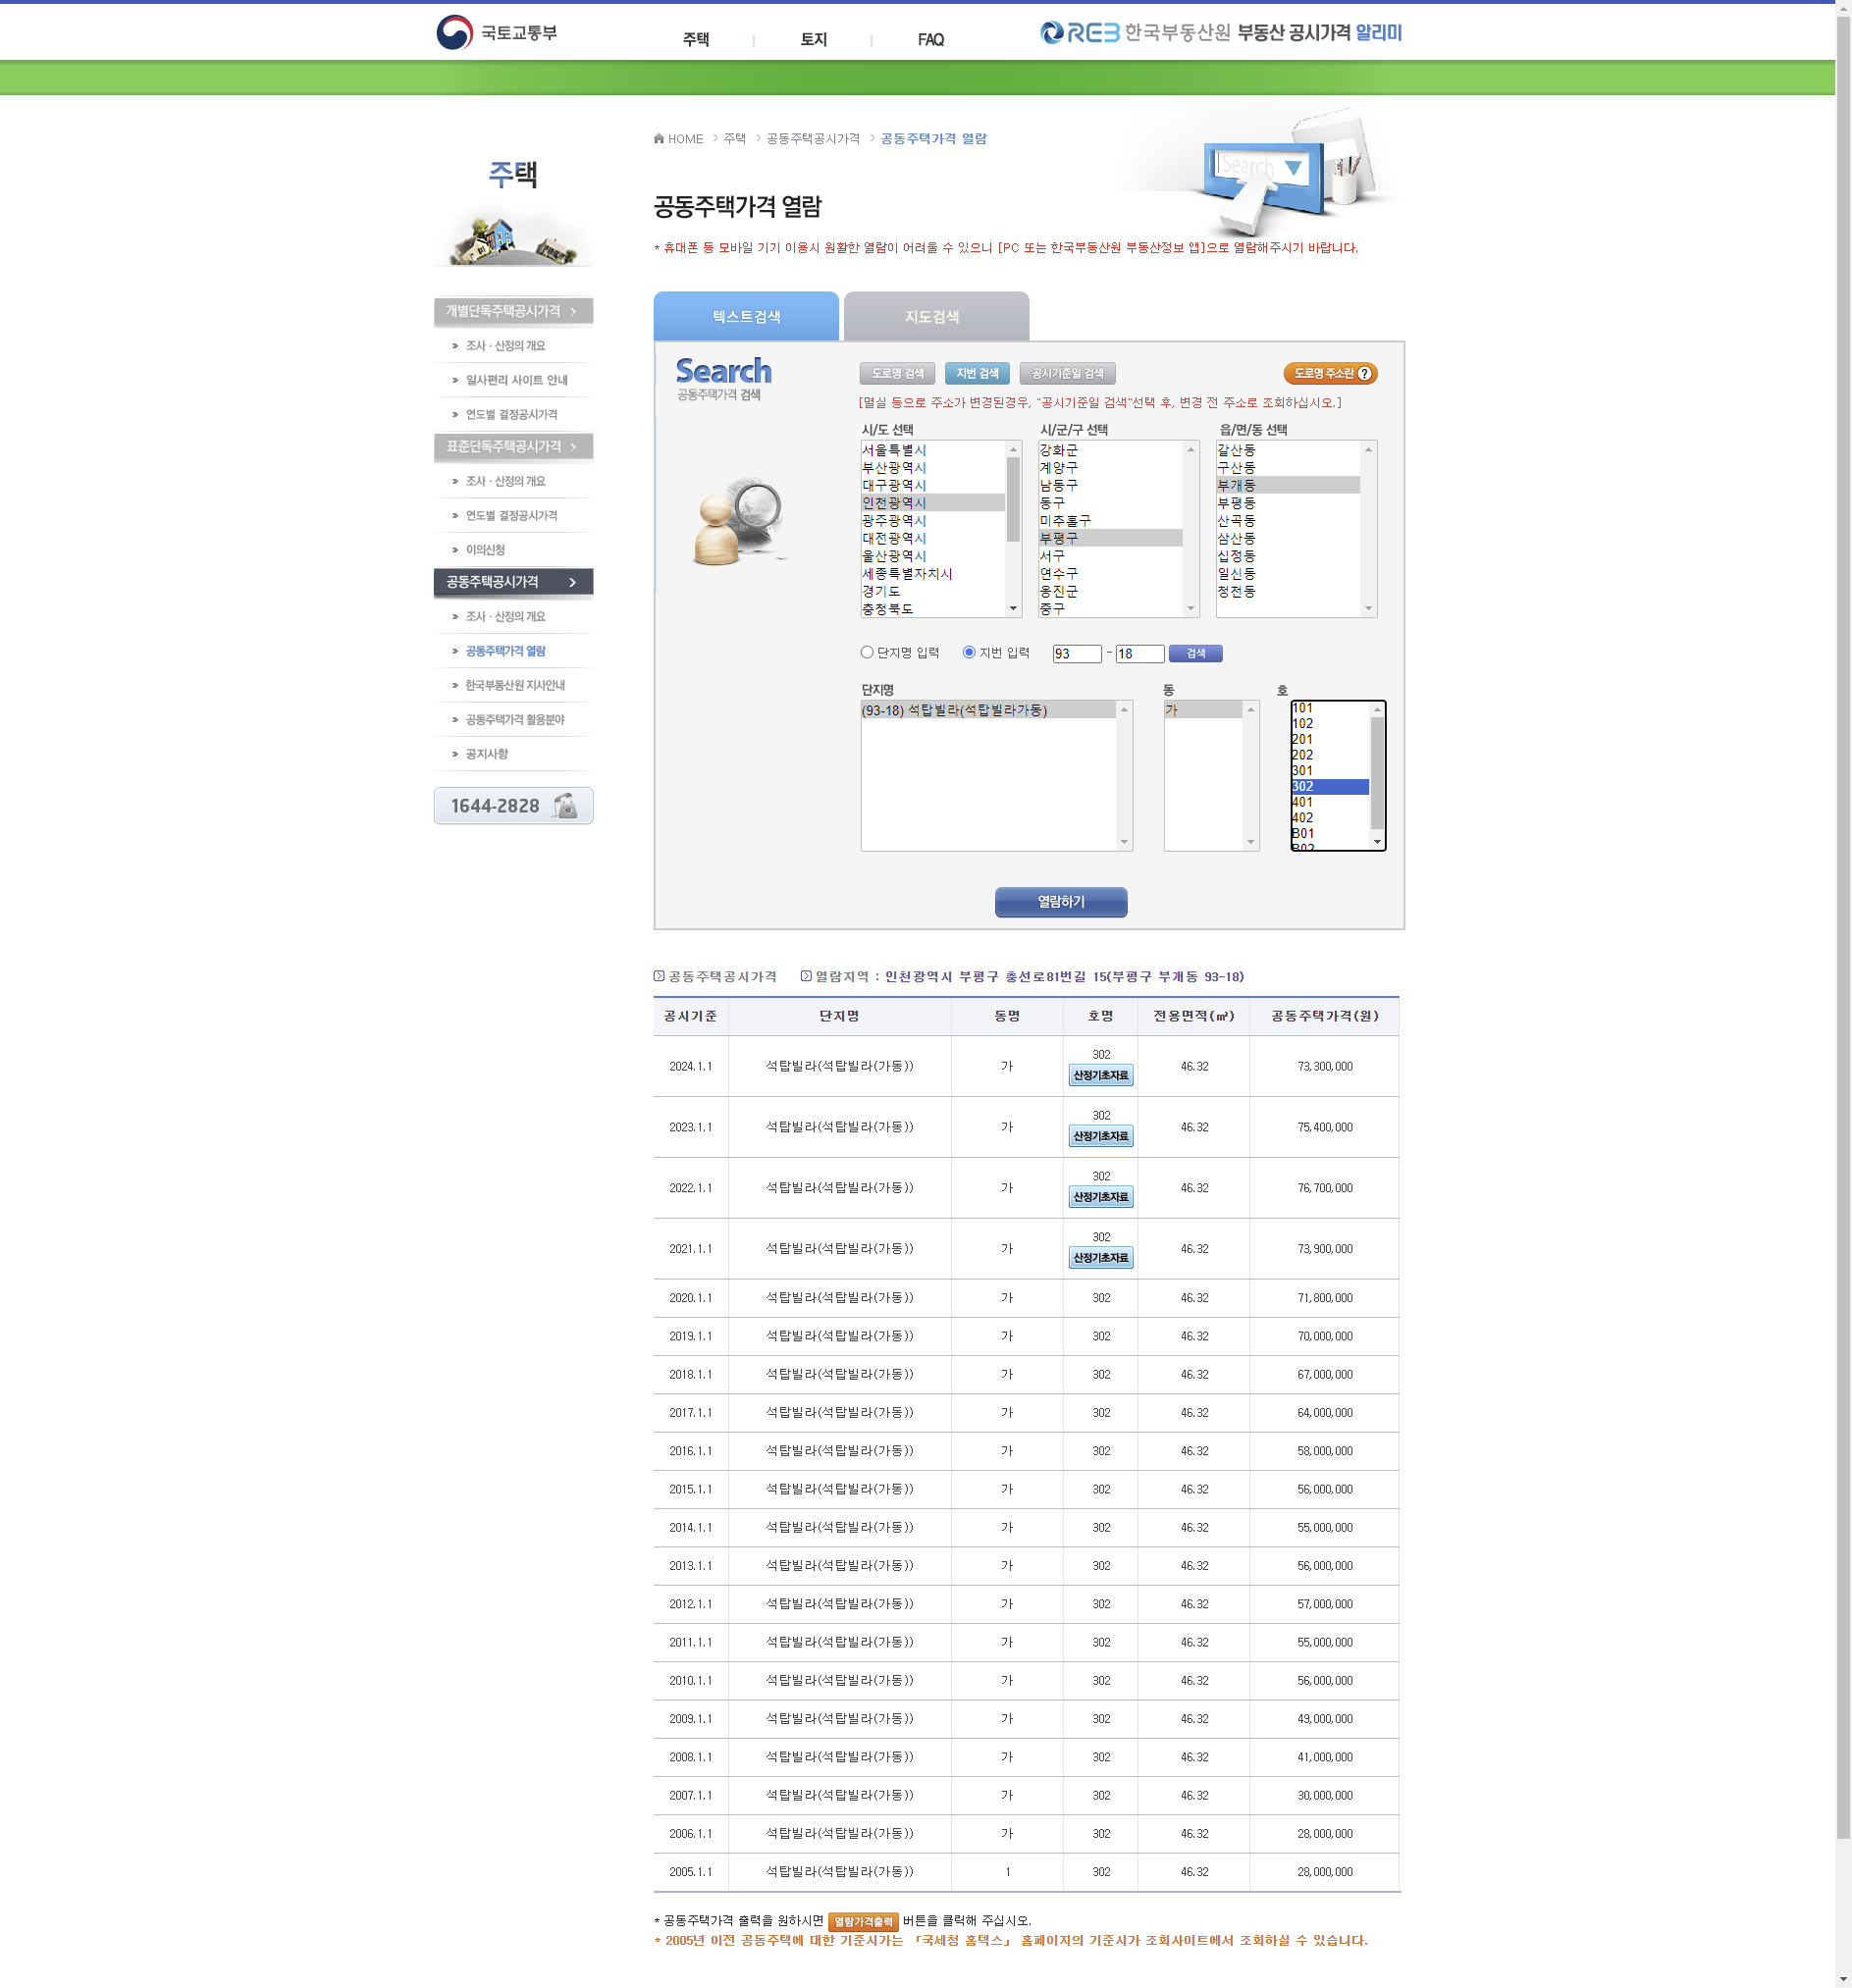 국토교통부
주택 토지 FAQ
REB 한국부동산원 부동산 공시가격 알리미
HOME > 주택 > 공동주택공시가격 > 공동주택가격 열람
주택
공동주택가격 열람
* 휴대폰 등 모바일 기기 이용시 원활한 열람이 어려울 수 있으니 [PC 또는 한국부동산원 부동산정보 앱]으로 열람해주시기 바랍니다.
개별단독주택공시가격
조사 · 산정의 개요
일사편리 사이트 안내
연도별 결정공시가격
표준단독주택공시가격
조사 · 산정의 개요
연도별 결정공시가격
이의신청
공동주택공시가격
조사 · 산정의 개요
공동주택가격 열람
한국부동산원 지사안내
공동주택가격 활용분야
공지사항
1644-2828
텍스트검색 지도검색
Search
공동주택가격 검색
Search
도로명 검색 지번 검색 공시기준일 검색 도로명 주소란 ?
[멸실 등으로 주소가 변경된경우, "공시기준일 검색"선택 후, 변경 전 주소로 조회하십시오.]
시/도 선택
서울특별시
부산광역시
대구광역시
인천광역시
광주광역시
대전광역시
울산광역시
세종특별자치시
경기도
충청북도
시/군/구 선택
강화군
계양구
남동구
동구
미추홀구
부평구
서구
연수구
옹진군
중구
읍/면/동 선택
갈산동
구산동
부개동
부평동
산곡동
삼산동
십정동
일신동
청천동
단지명 입력 지번 입력 93 - 18 검색
단지명
(93-18) 석탑빌라(석탑빌라가동)
동
가
호
101
102
201
202
301
302
401
402
B01
B02
열람하기
공동주택공시가격 열람지역 : 인천광역시 부평구 충선로81번길 15(부평구 부개동 93-18)
공시기준 단지명 동명 호명 전용면적(㎡) 공동주택가격(원)
2024.1.1 석탑빌라(석탑빌라(가동)) 가 302 산정기초자료 46.32 73,300,000
2023.1.1 석탑빌라(석탑빌라(가동)) 가 302 산정기초자료 46.32 75,400,000
2022.1.1 석탑빌라(석탑빌라(가동)) 가 302 산정기초자료 46.32 76,700,000
2021.1.1 석탑빌라(석탑빌라(가동)) 가 302 산정기초자료 46.32 73,900,000
2020.1.1 석탑빌라(석탑빌라(가동)) 가 302 46.32 71,800,000
2019.1.1 석탑빌라(석탑빌라(가동)) 가 302 46.32 70,000,000
2018.1.1 석탑빌라(석탑빌라(가동)) 가 302 46.32 67,000,000
2017.1.1 석탑빌라(석탑빌라(가동)) 가 302 46.32 64,000,000
2016.1.1 석탑빌라(석탑빌라(가동)) 가 302 46.32 58,000,000
2015.1.1 석탑빌라(석탑빌라(가동)) 가 302 46.32 56,000,000
2014.1.1 석탑빌라(석탑빌라(가동)) 가 302 46.32 55,000,000
2013.1.1 석탑빌라(석탑빌라(가동)) 가 302 46.32 56,000,000
2012.1.1 석탑빌라(석탑빌라(가동)) 가 302 46.32 57,000,000
2011.1.1 석탑빌라(석탑빌라(가동)) 가 302 46.32 55,000,000
2010.1.1 석탑빌라(석탑빌라(가동)) 가 302 46.32 56,000,000
2009.1.1 석탑빌라(석탑빌라(가동)) 가 302 46.32 49,000,000
2008.1.1 석탑빌라(석탑빌라(가동)) 가 302 46.32 41,000,000
2007.1.1 석탑빌라(석탑빌라(가동)) 가 302 46.32 30,000,000
2006.1.1 석탑빌라(석탑빌라(가동)) 가 302 46.32 28,000,000
2005.1.1 석탑빌라(석탑빌라(가동)) 1 302 46.32 28,000,000
* 공동주택가격 출력을 원하시면 열람가격출력 버튼을 클릭해 주십시오.
* 2005년 이전 공동주택에 대한 기준시가는 「국세청 홈텍스」 홈페이지의 기준시가 조회사이트에서 조회하실 수 있습니다.